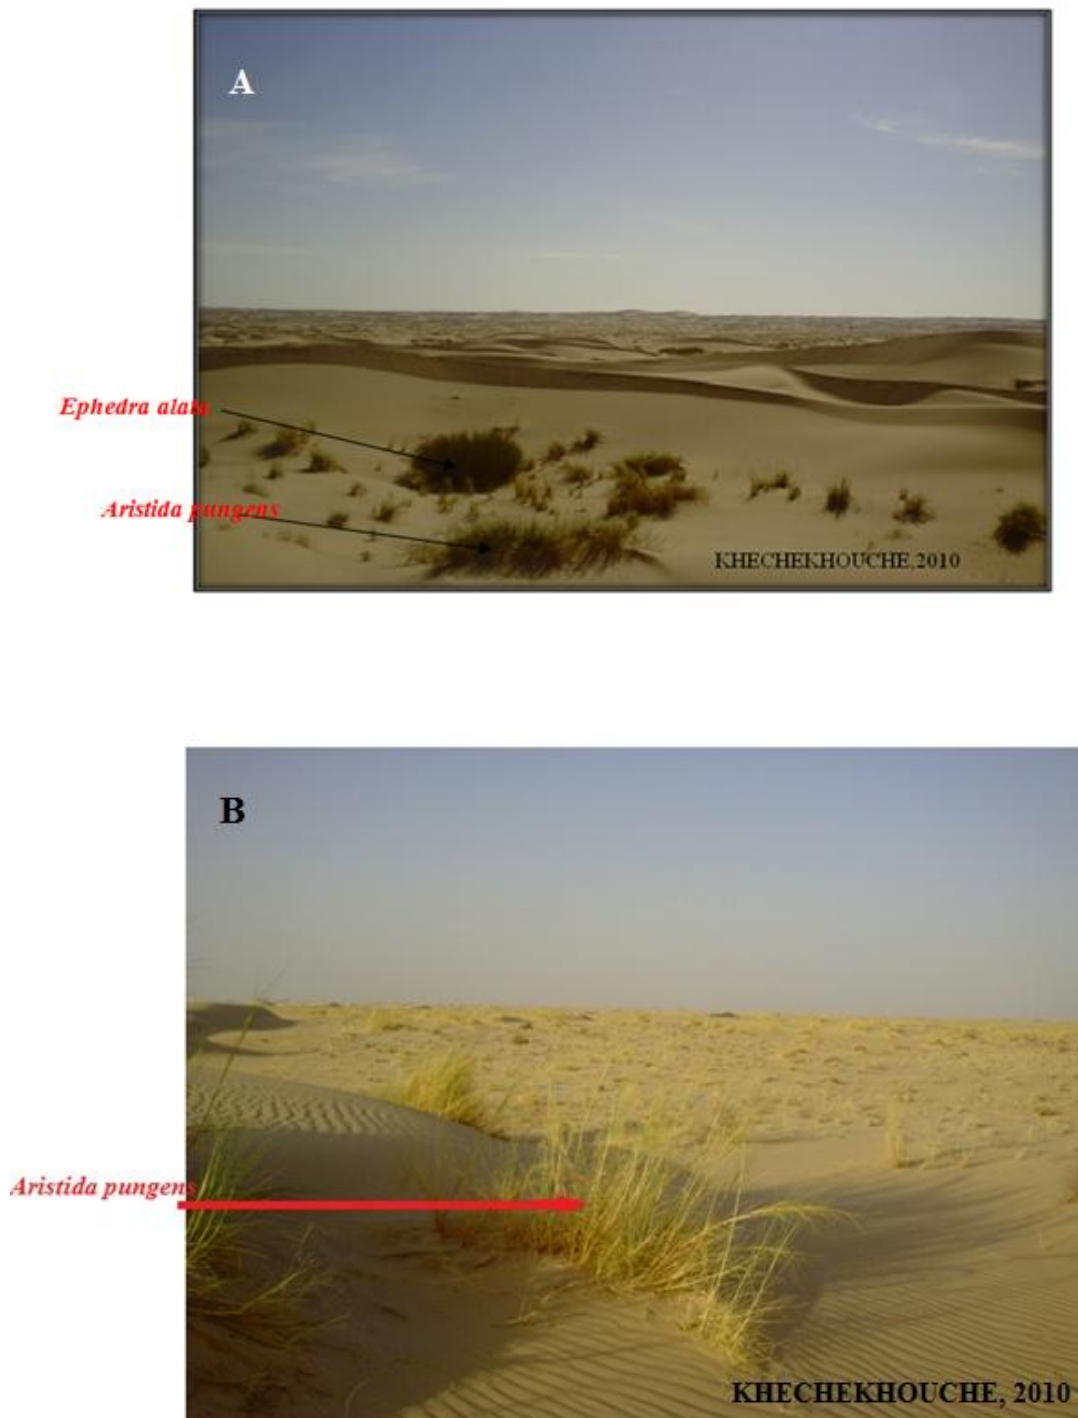 A
Ephedra alata
Aristida pungens
KHECHEKHOUCHE,2010
B
Aristida pungens
KHECHEKHOUCHE, 2010